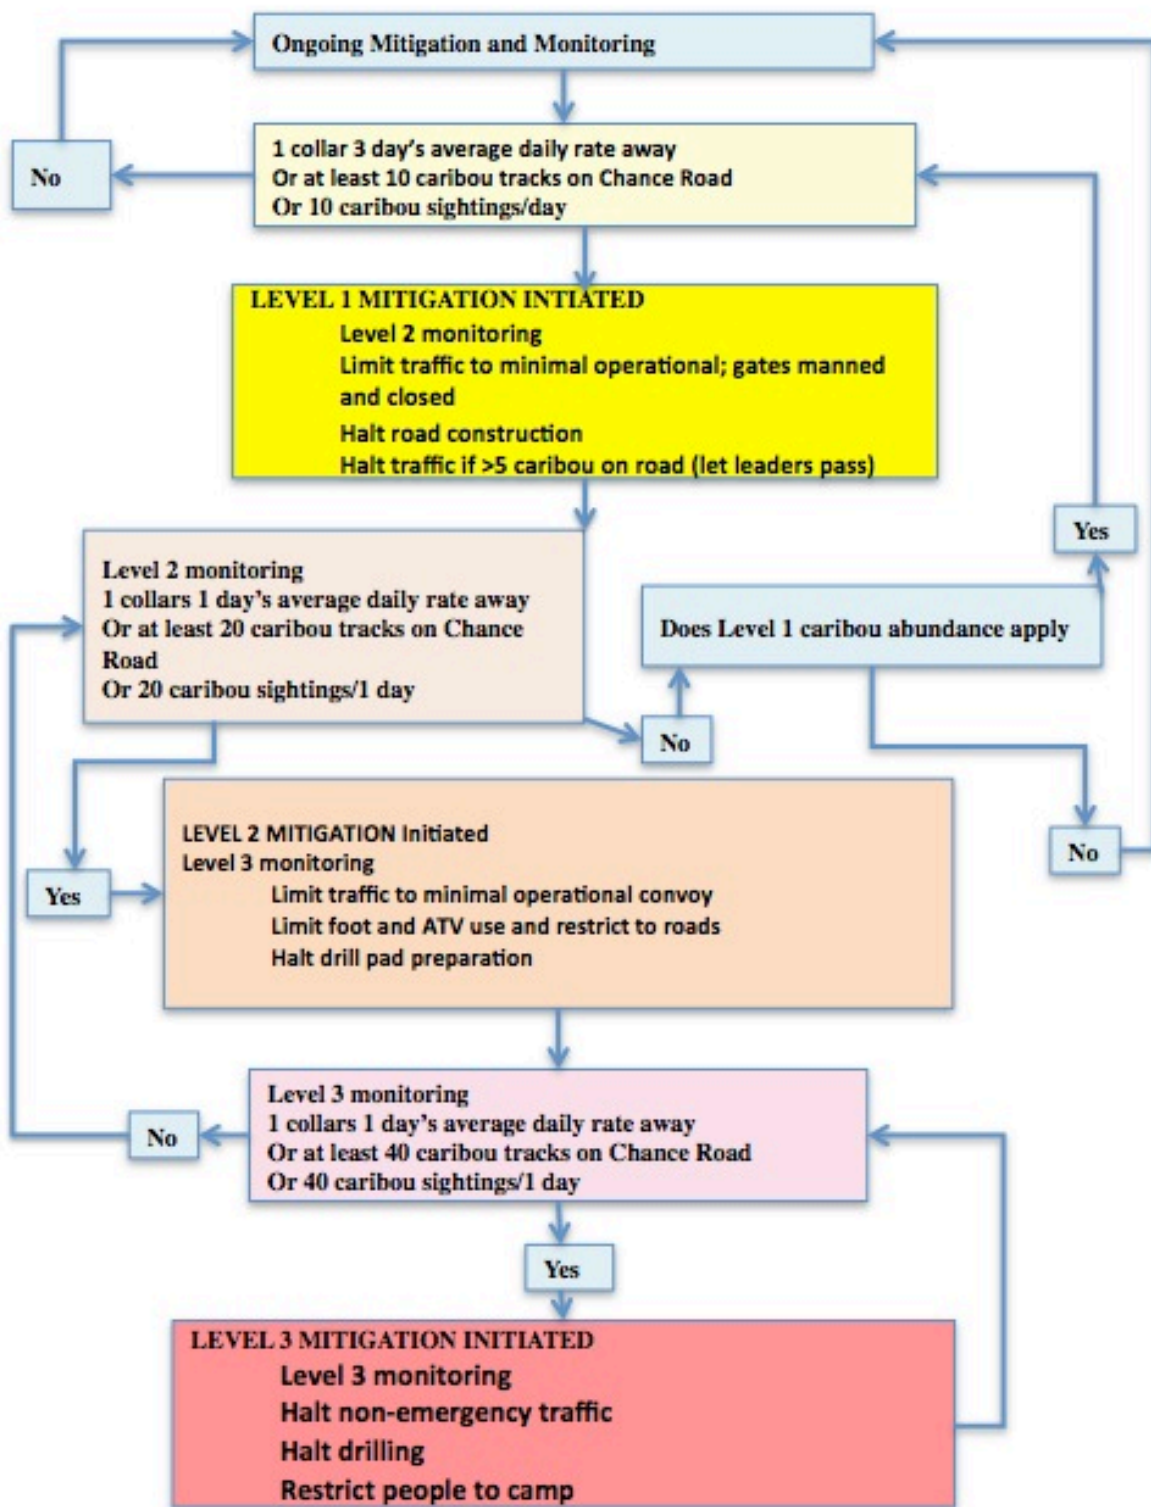 Ongoing Mitigation and Monitoring
1 collar 3 day's average daily rate away
Or at least 10 caribou tracks on Chance Road
Or 10 caribou sightings/day
No
LEVEL 1 MITIGATION INTIATED
Level 2 monitoring
Limit traffic to minimal operational; gates manned
and closed
Halt road construction
Halt traffic if >5 caribou on road (let leaders pass)
Yes
Level 2 monitoring
1 collars 1 day's average daily rate away
Or at least 20 caribou tracks on Chance
Road
Or 20 caribou sightings/1 day
Does Level 1 caribou abundance apply
No
LEVEL 2 MITIGATION Initiated
Level 3 monitoring
Limit traffic to minimal operational convoy
Limit foot and ATV use and restrict to roads
Halt drill pad preparation
Yes
No
Level 3 monitoring
1 collars 1 day's average daily rate away
Or at least 40 caribou tracks on Chance Road
Or 40 caribou sightings/1 day
No
Yes
LEVEL 3 MITIGATION INITIATED
Level 3 monitoring
Halt non-emergency traffic
Halt drilling
Restrict people to camp